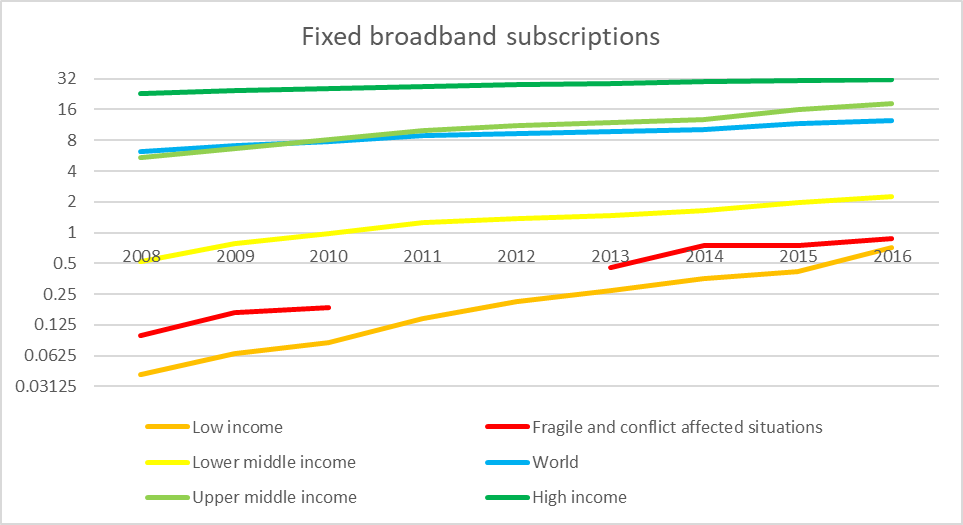 Fixed broadband subscriptions
32
16
8
4
2
1
2008 2009 2010 2011 2012 2013 2014 2015 2016
0.5
0.25
0.125
0.0625
0.03125
Low income Fragile and conflict affected situations
Lower middle income World
Upper middle income High income